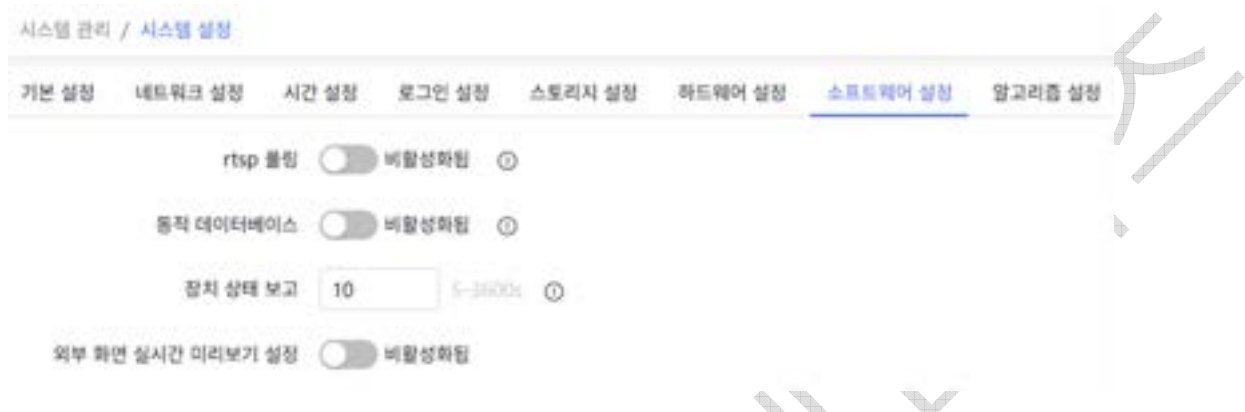 시스템 관리 / 시스템 설정
기본 설정 네트워크 설정 시간 설정 로그인 설정 스토리지 설정 하드웨어 설정 소프트웨어 설정 알고리즘 설정
rtsp 풀링 비활성화됨
동적 데이터베이스 비활성화됨
장치 상태 보고 10 5-3600s
외부 화면 실시간 미리보기 설정 비활성화됨